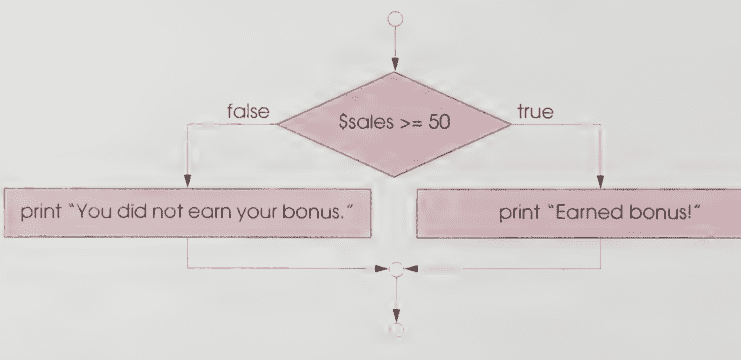 false
$sales >= 50
true
print "You did not earn your bonus."
print "Earned bonus!"